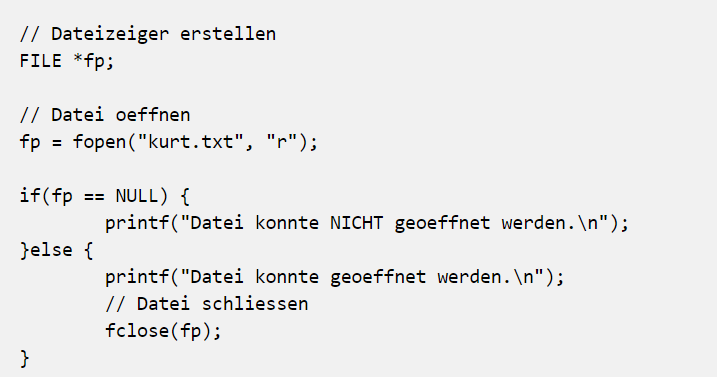 // Dateizeiger erstellen
FILE *fp;
// Datei oeffnen
fp = fopen("kurt.txt", "r");
if(fp == NULL) {
        printf("Datei konnte NICHT geoeffnet werden.\n");
}else {
        printf("Datei konnte geoeffnet werden.\n");
        // Datei schliessen
        fclose(fp);
}